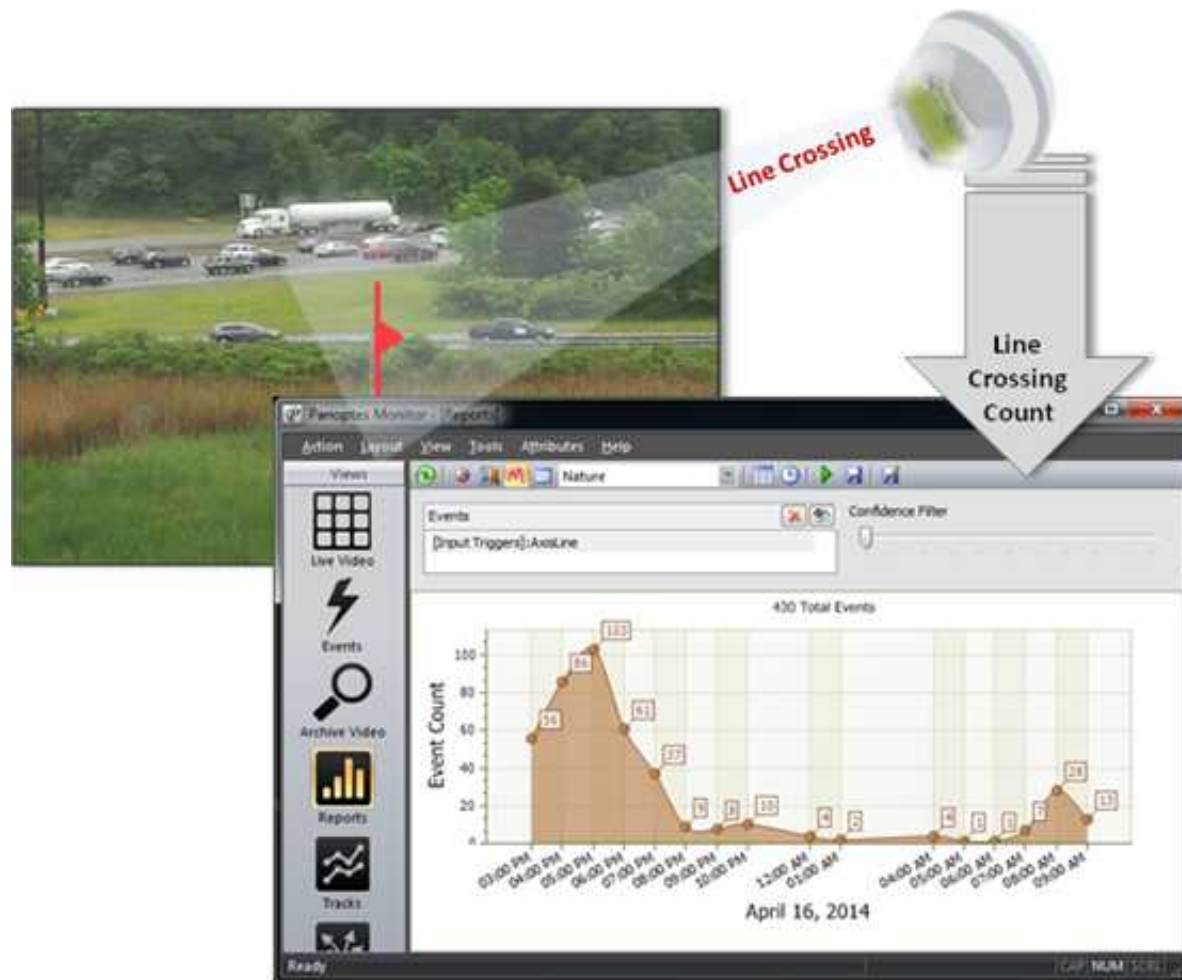 Line Crossing
Line
Crossing
Count
Panoptes Monitor - [Reports]
Action Layout View Tools Attributes Help
Views
Nature
Events
Confidence Filter
[Input Triggers]:AxisLine
Live Video
Events
Archive Video
Reports
Tracks
430 Total Events
Event Count
100
80
60
40
20
0
56
86
103
61
37
9
8
10
4
2
4
1
1
7
28
13
03:00 PM
04:00 PM
05:00 PM
06:00 PM
07:00 PM
08:00 PM
09:00 PM
10:00 PM
12:00 AM
01:00 AM
04:00 AM
05:00 AM
06:00 AM
07:00 AM
08:00 AM
09:00 AM
April 16, 2014
Ready
CAP NUM SCRL